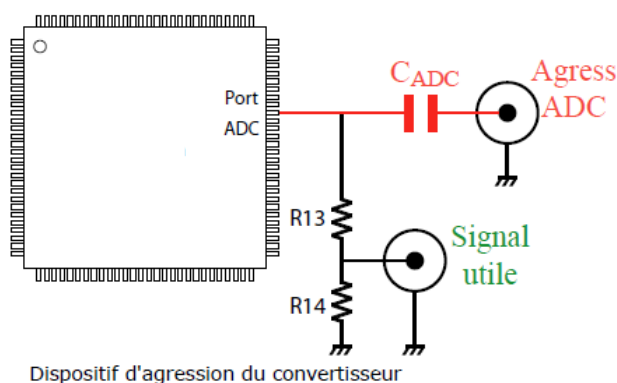 Port
ADC
CADC
Agress
ADC
R13
R14
Signal
utile
Dispositif d'agression du convertisseur